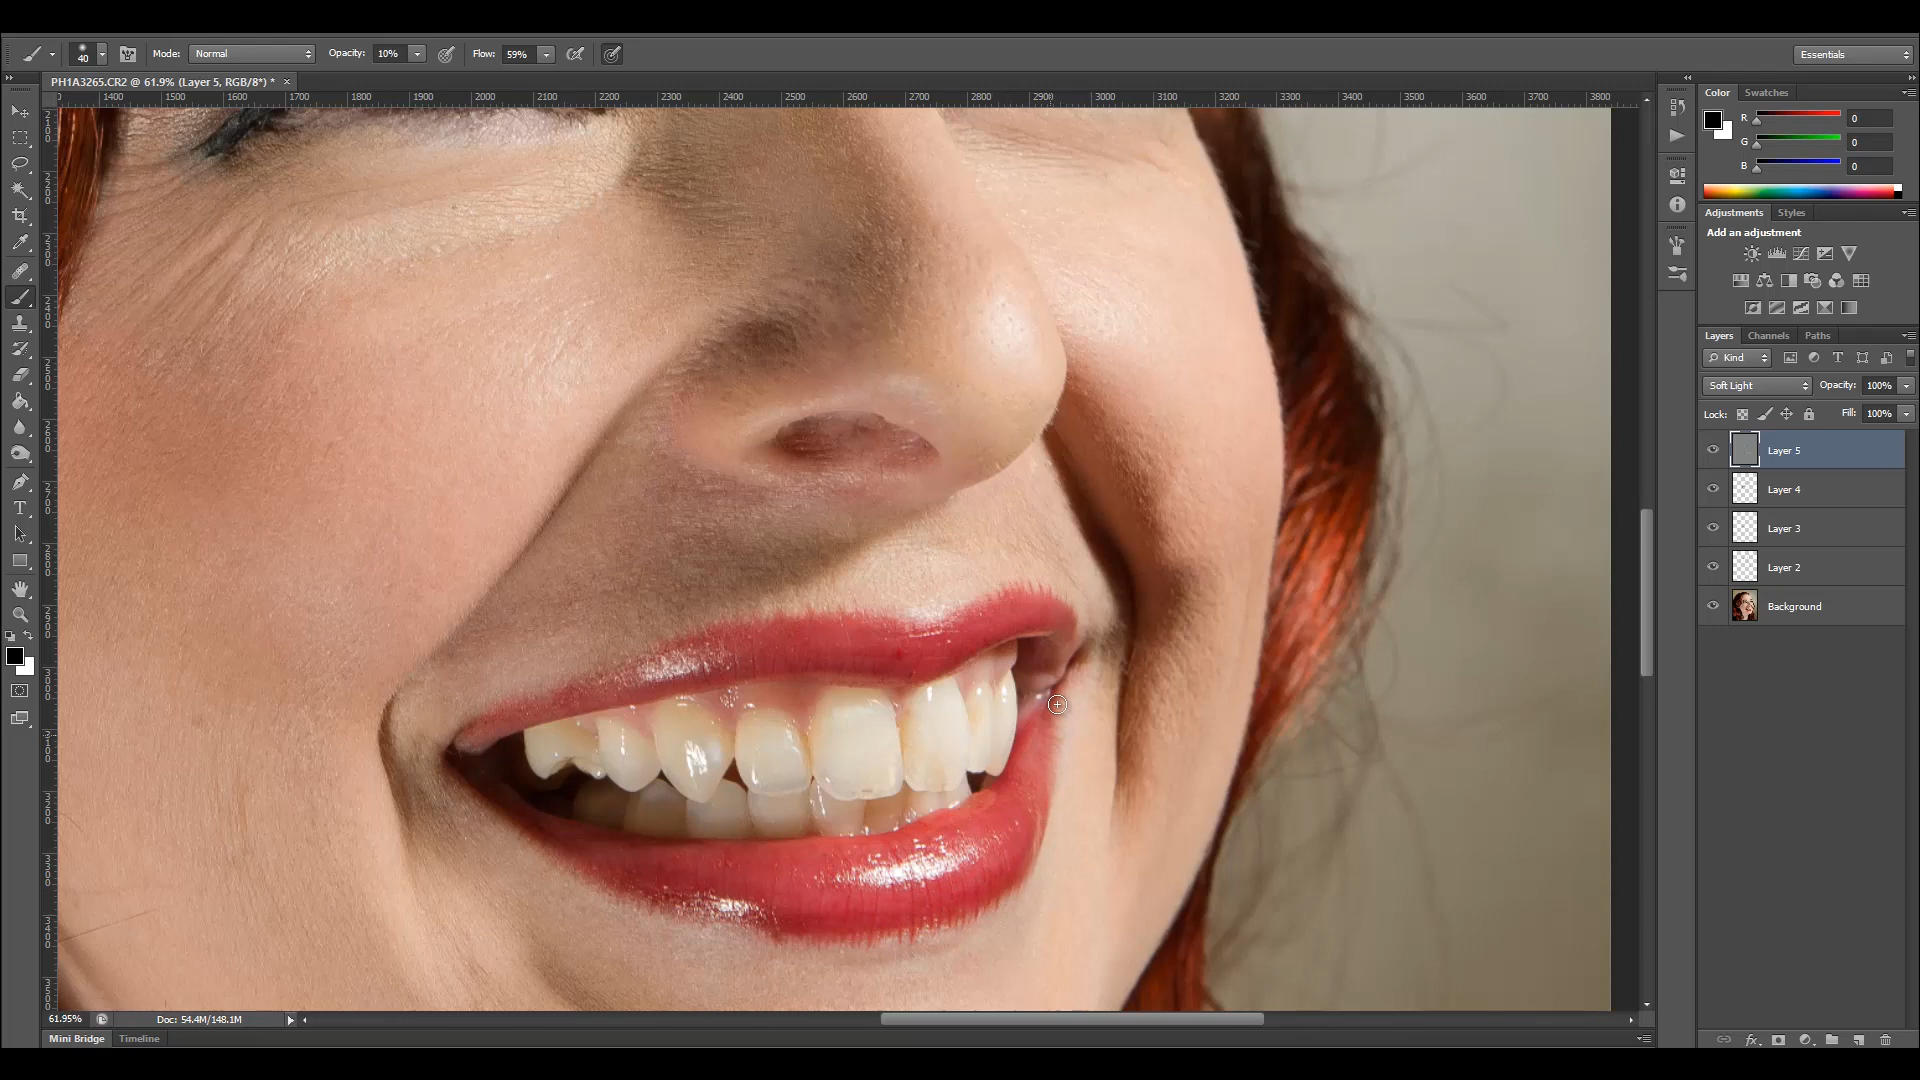 40 Mode: Normal Opacity: 10% Flow: 59% Essentials
PH1A3265.CR2 @ 61.9% (Layer 5, RGB/8*) * ×
1400 1500 1600 1700 1800 1900 2000 2100 2200 2300 2400 2500 2600 2700 2800 2900 3000 3100 3200 3300 3400 3500 3600 3700 3800
Color Swatches
R 0
G 0
B 0
Adjustments Styles
Add an adjustment
Layers Channels Paths
Kind
Soft Light Opacity: 100%
Lock: Fill: 100%
Layer 5
Layer 4
Layer 3
Layer 2
Background
61.95% Doc: 54.4M/148.1M
Mini Bridge Timeline